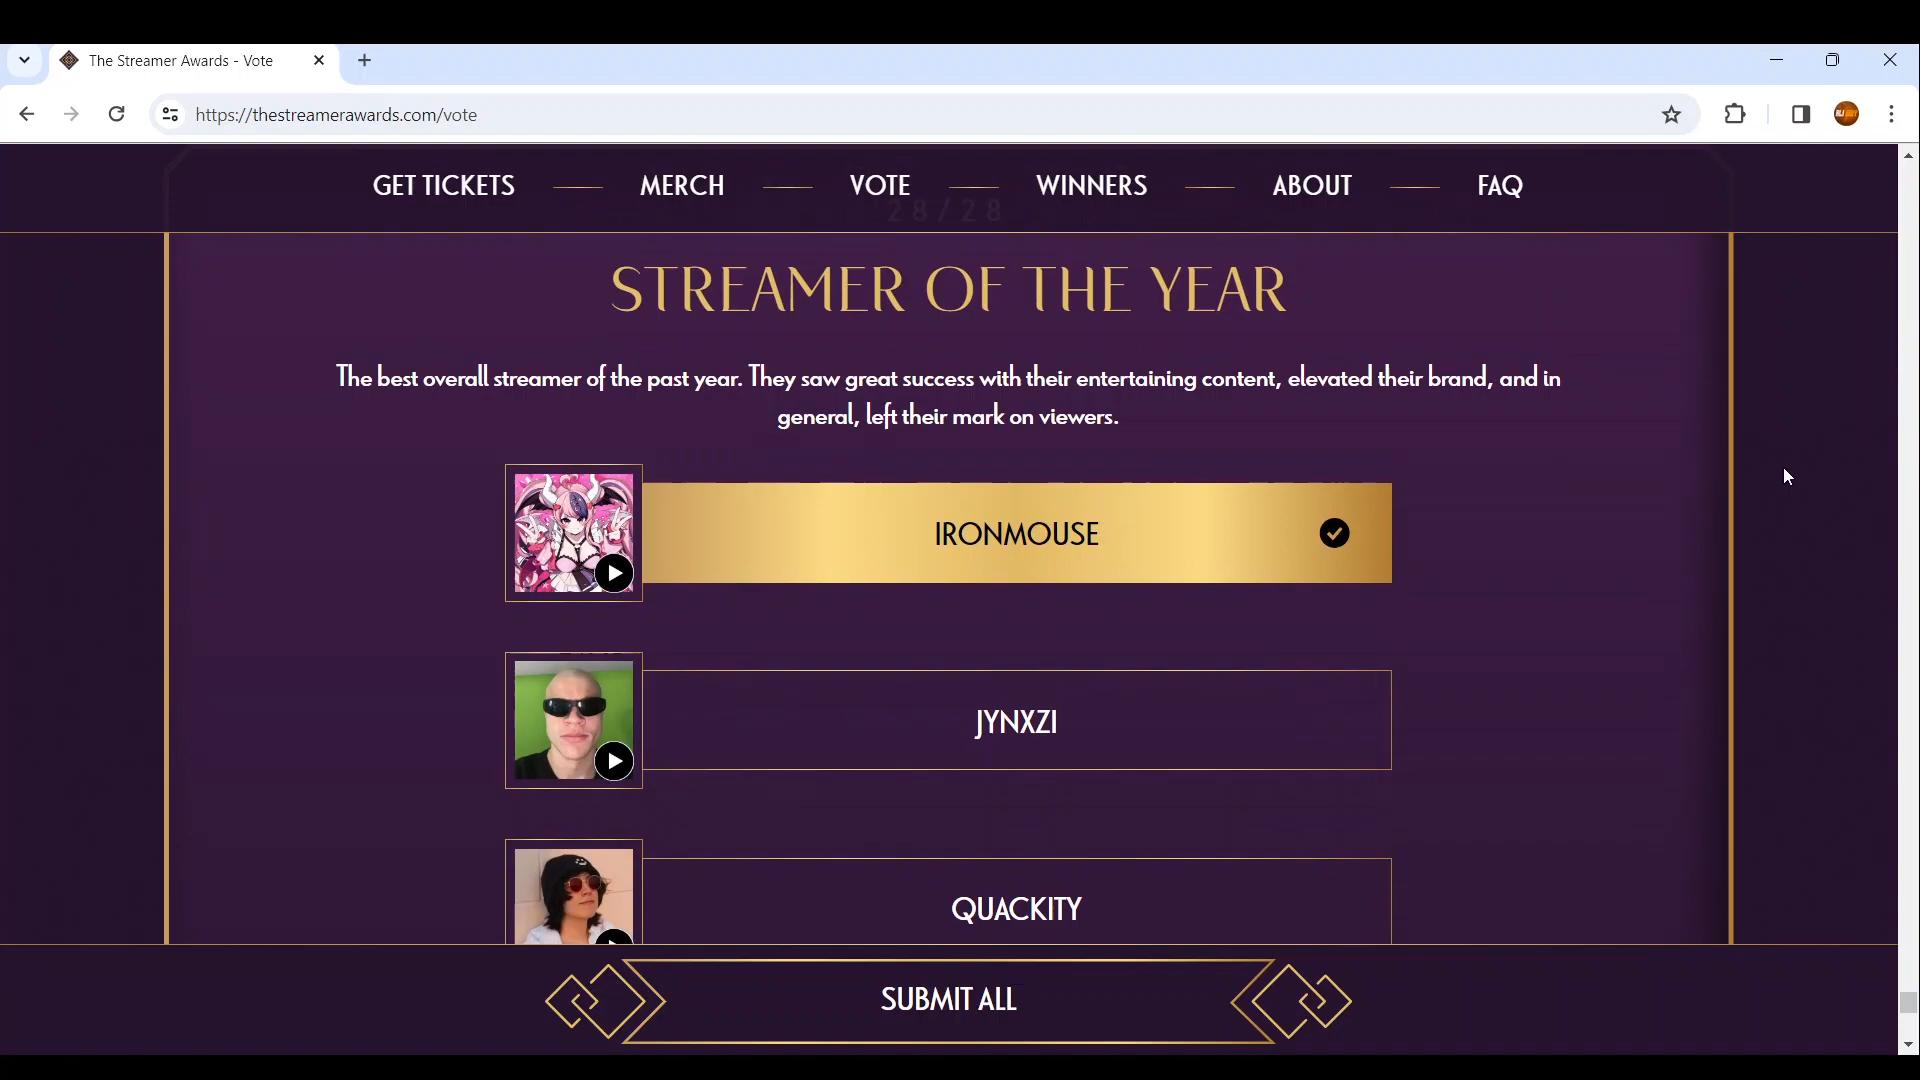 The Streamer Awards - Vote
https://thestreamerawards.com/vote
GET TICKETS MERCH VOTE WINNERS ABOUT FAQ
28/28
STREAMER OF THE YEAR
The best overall streamer of the past year. They saw great success with their entertaining content, elevated their brand, and in
general, left their mark on viewers.
IRONMOUSE
JYNXZI
QUACKITY
SUBMIT ALL